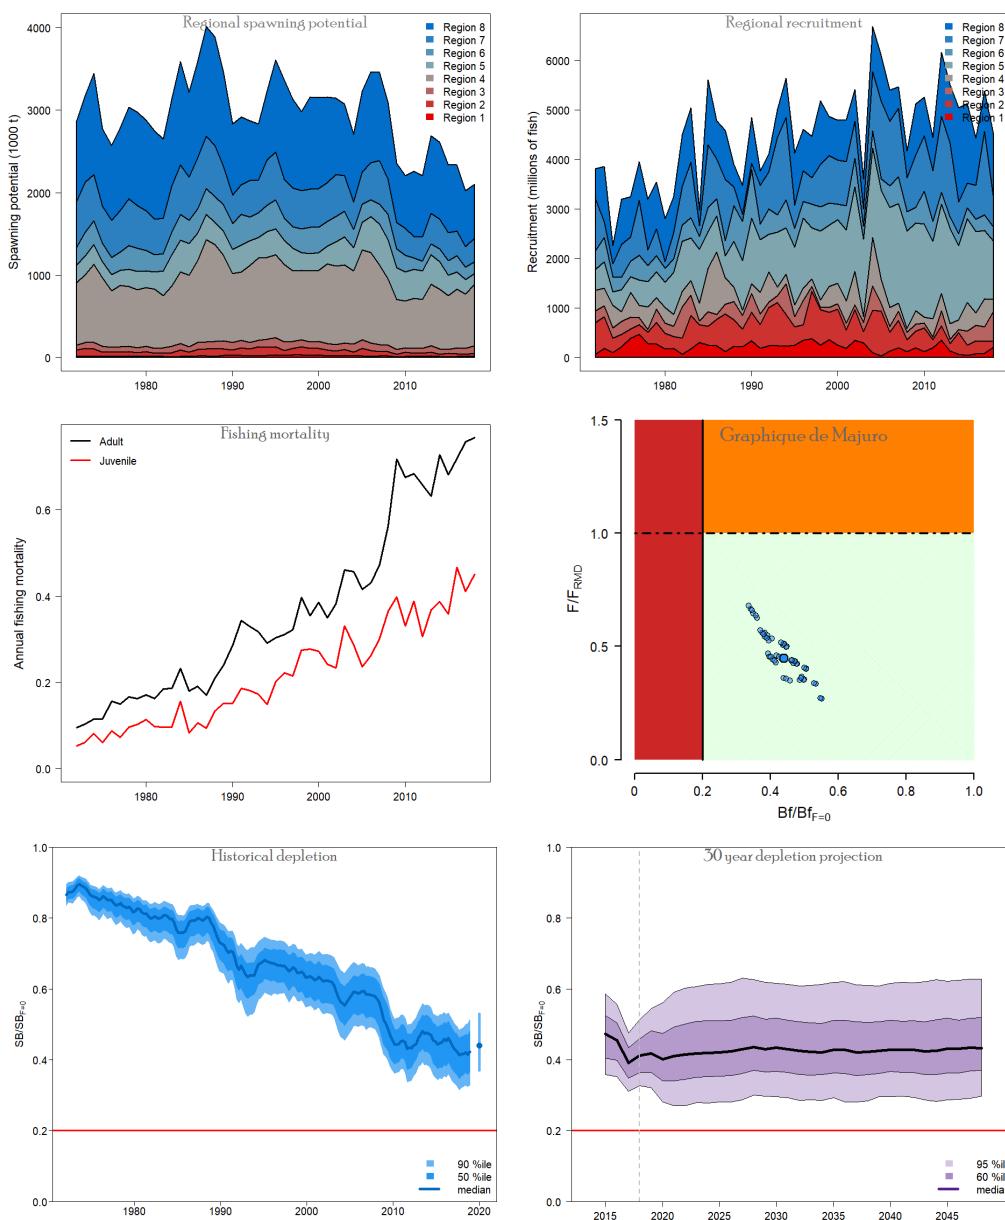 Regional spawning potential
Spawning potential (1000 t)
4000
3000
2000
1000
0
1980
1990
2000
2010
Region 8
Region 7
Region 6
Region 5
Region 4
Region 3
Region 2
Region 1
Regional recruitment
Recruitment (millions of fish)
6000
5000
4000
3000
2000
1000
0
1980
1990
2000
2010
Region 8
Region 7
Region 6
Region 5
Region 4
Region 3
Region 2
Region 1
Fishing mortality
Adult
Juvenile
Annual fishing mortality
0.6
0.4
0.2
0.0
1980
1990
2000
2010
Graphique de Majuro
F/FRMD
1.5
1.0
0.5
0.0
0
0.2
0.4
0.6
0.8
1.0
Bf/BfF=0
Historical depletion
SB/SBF=0
1.0
0.8
0.6
0.4
0.2
0.0
1980
1990
2000
2010
2020
90 %ile
50 %ile
median
30 year depletion projection
SB/SBF=0
1.0
0.8
0.6
0.4
0.2
0.0
2015
2020
2025
2030
2035
2040
2045
95 %ile
60 %ile
media